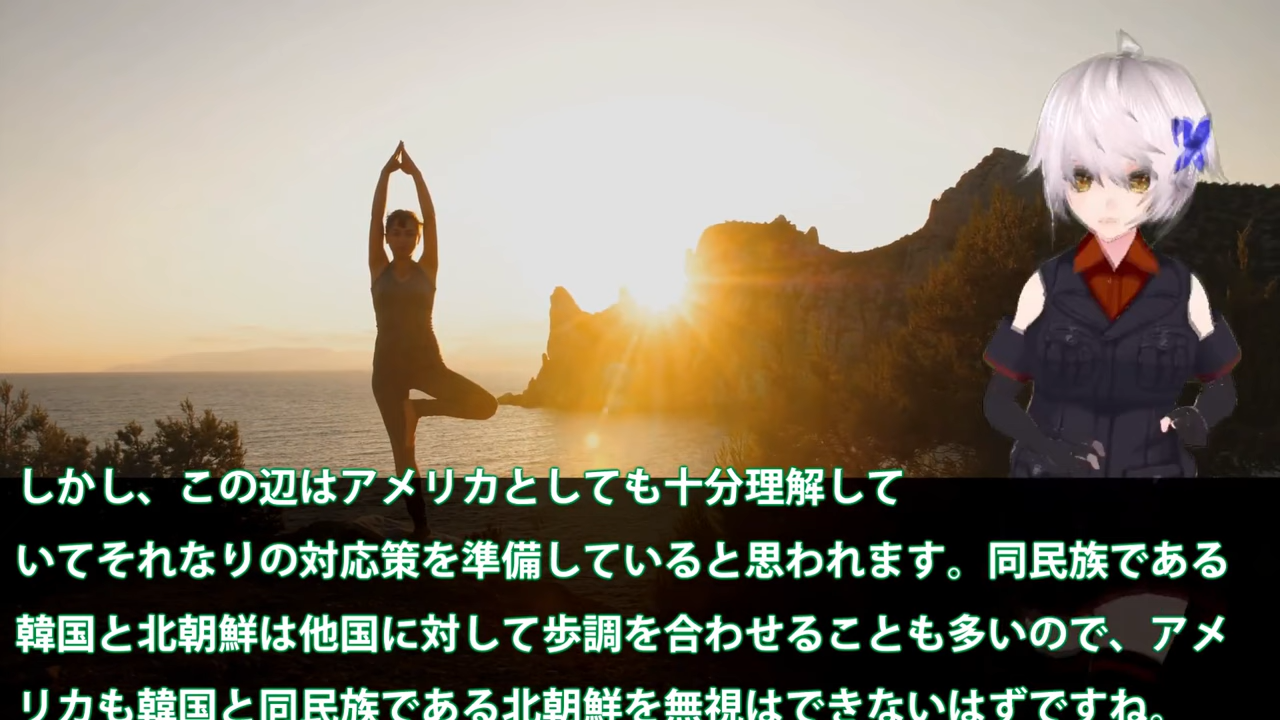 しかし、この辺はアメリカとしても十分理解して
いてそれなりの対応策を準備していると思われます。同民族である
韓国と北朝鮮は他国に対して歩調を合わせることも多いので、アメ
リカも韓国と同民族である北朝鮮を無視はできないはずですね。